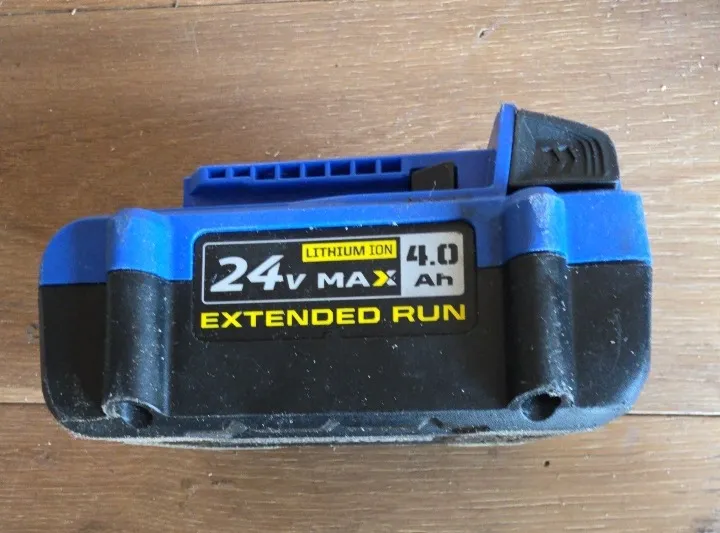 LITHIUM ION
24V MAX
4.0
Ah
EXTENDED RUN